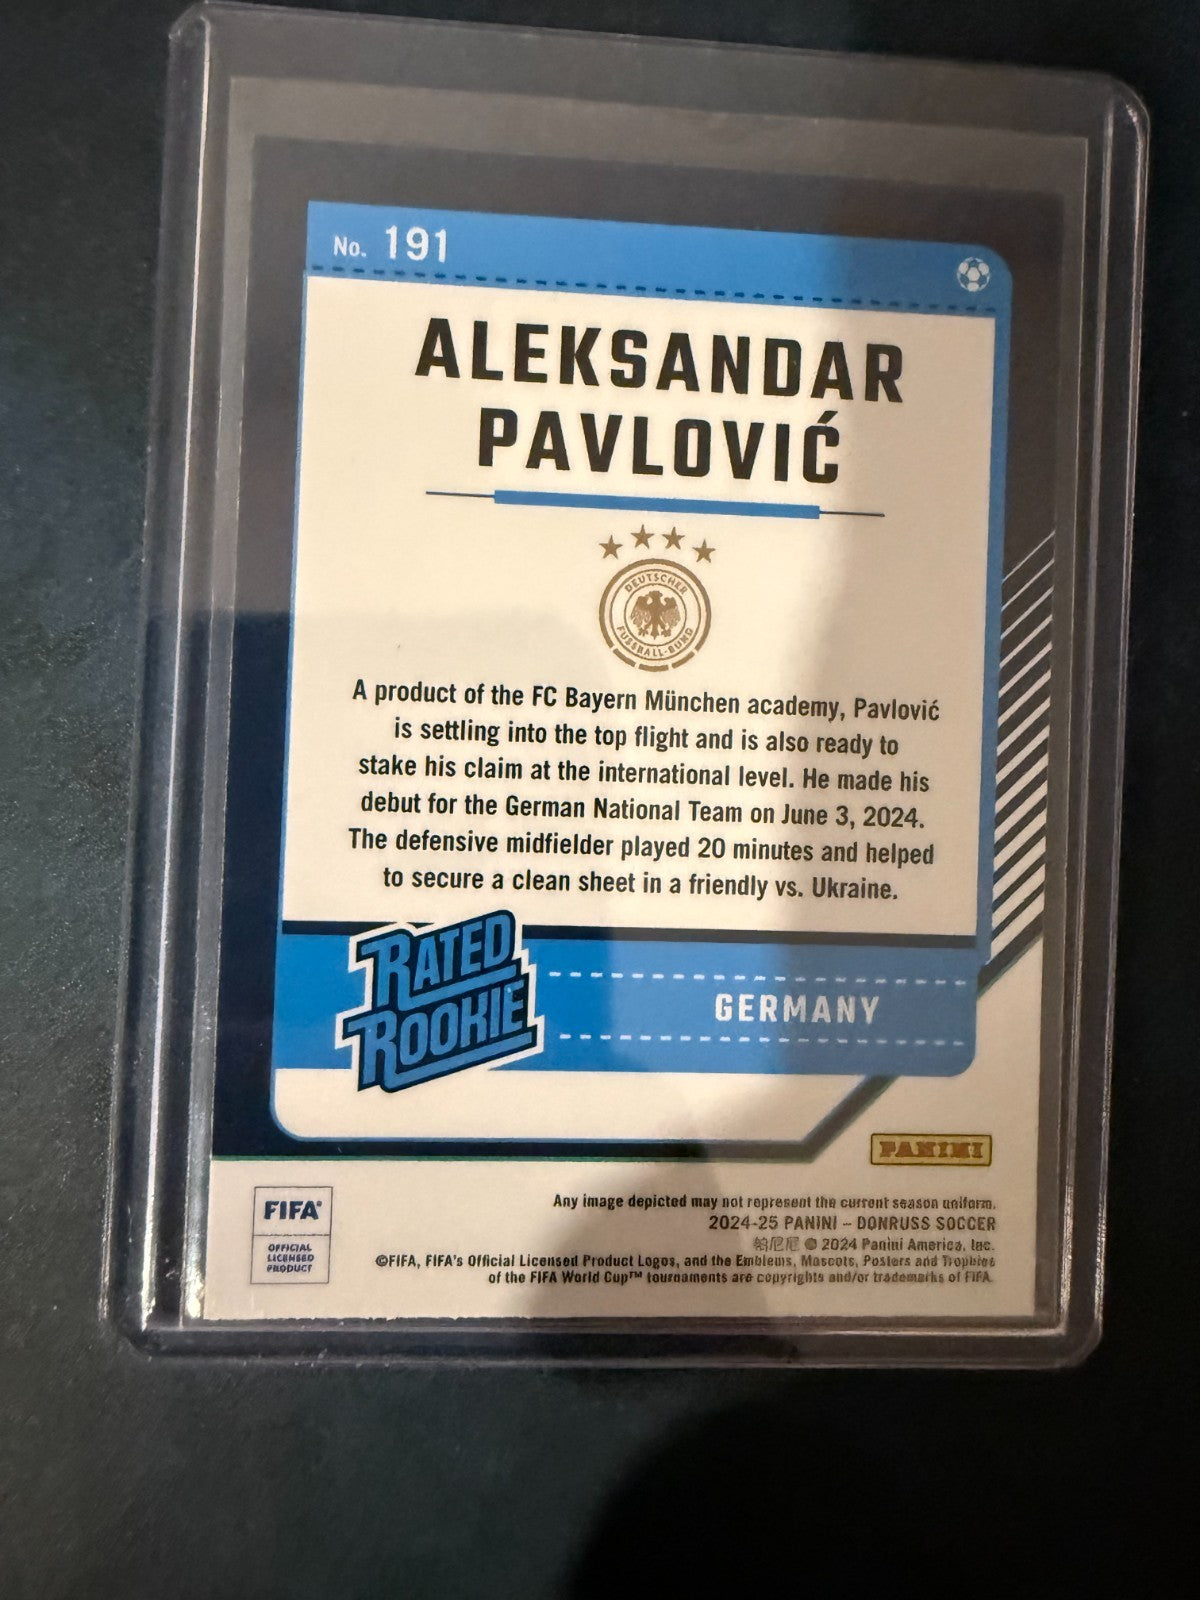 No. 191
ALEKSANDAR
PAVLOVIĆ
DEUTSCHER
FUSSBALL-BUND
A product of the FC Bayern München academy, Pavlović
is settling into the top flight and is also ready to
stake his claim at the international level. He made his
debut for the German National Team on June 3, 2024.
The defensive midfielder played 20 minutes and helped
to secure a clean sheet in a friendly vs. Ukraine.
RATED
ROOKIE
GERMANY
PANINI
FIFA®
OFFICIAL
LICENSED
PRODUCT
Any image depicted may not represent the current season uniform.
2024-25 PANINI – DONRUSS SOCCER
帕尼尼 © 2024 Panini America, Inc.
©FIFA, FIFA's Official Licensed Product Logos, and the Emblems, Mascots, Posters and Trophies
of the FIFA World Cup™ tournaments are copyrights and/or trademarks of FIFA.